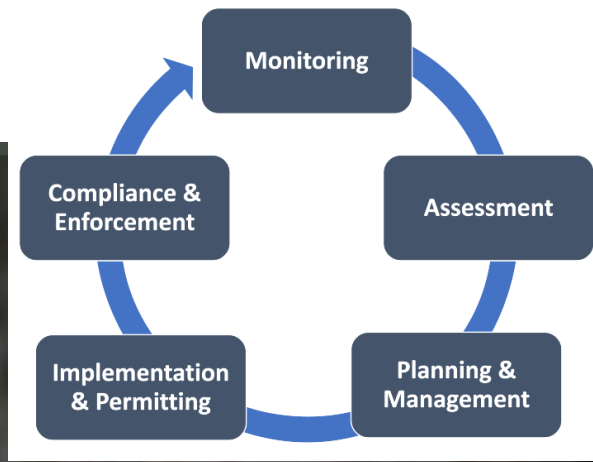 Monitoring
Assessment
Planning &
Management
Implementation
& Permitting
Compliance &
Enforcement